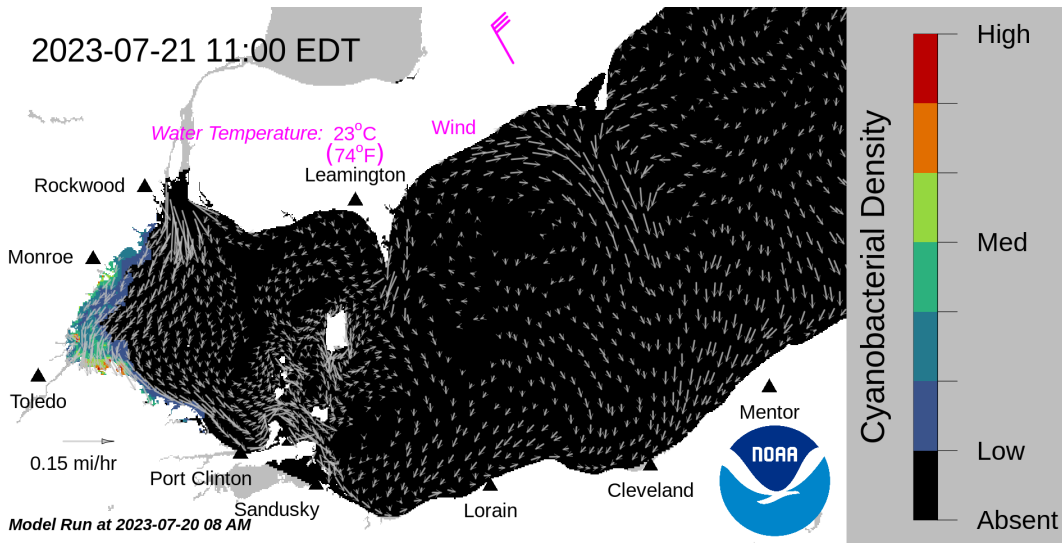 2023-07-21 11:00 EDT
Water Temperature: 23°C
(74°F)
Wind
Leamington
Rockwood
Monroe
Toledo
0.15 mi/hr
Port Clinton
Sandusky
Lorain
Cleveland
Mentor
NOAA
Model Run at 2023-07-20 08 AM
Cyanobacterial Density
High
Med
Low
Absent